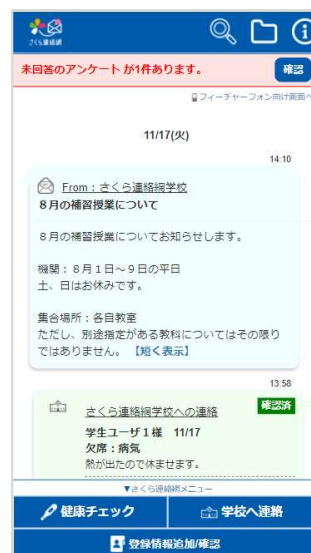 さくら連絡網
未回答のアンケート が1件あります。
確認
フィーチャーフォン向け画面へ
11/17(火)
14:10
From：さくら連絡網学校
８月の補習授業について
８月の補習授業についてお知らせします。
機関：８月１日～９日の平日
土、日はお休みです。
集合場所：各自教室
ただし、別途指定がある教科についてはその限り
ではありません。【短く表示】
13:58
さくら連絡網学校への連絡
確認済
学生ユーザ１様 11/17
欠席：病気
熱が出たので休ませます。
▼さくら連絡網メニュー
健康チェック
学校へ連絡
登録情報追加/確認